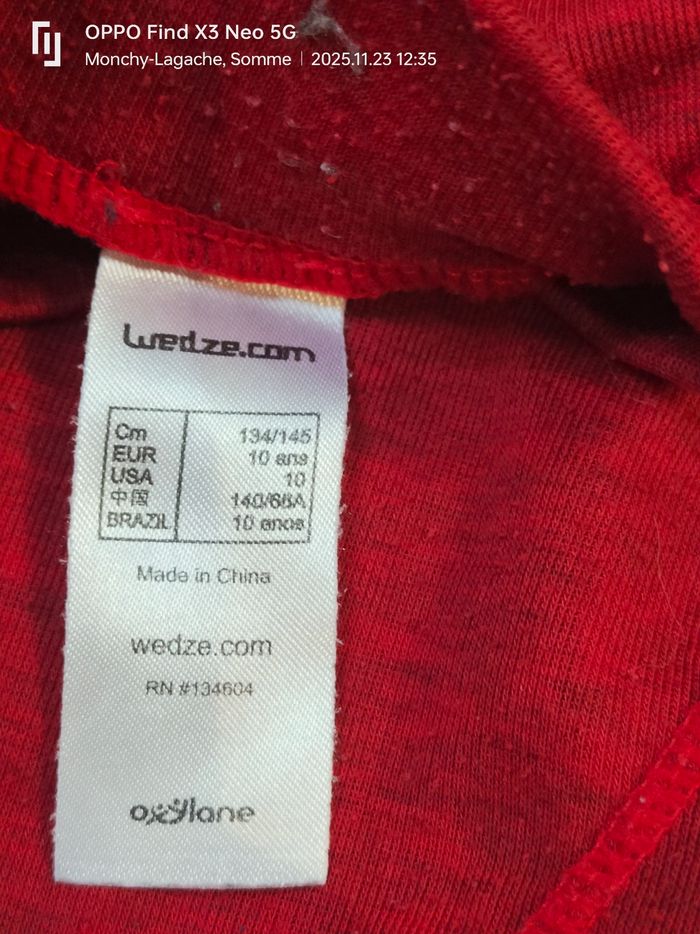 OPPO Find X3 Neo 5G
Monchy-Lagache, Somme | 2025.11.23 12:35
wedze.com
Cm 134/145
EUR 10 ans
USA 10
中国 140/68A
BRAZIL 10 anos
Made in China
wedze.com
RN #134604
oxylane